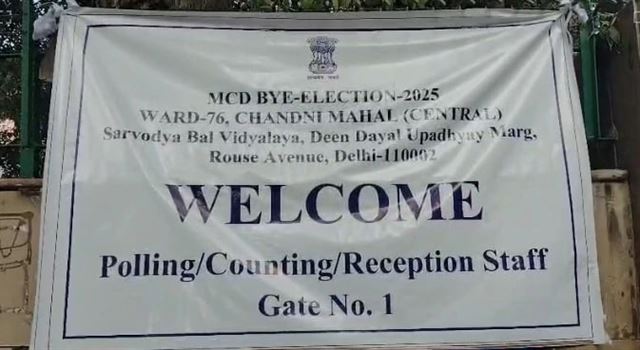 MCD BYE-ELECTION-2025
WARD-76, CHANDNI MAHAL (CENTRAL)
Sarvodya Bal Vidyalaya, Deen Dayal Upadhyay Marg,
Rouse Avenue, Delhi-110002
WELCOME
Polling/Counting/Reception Staff
Gate No. 1